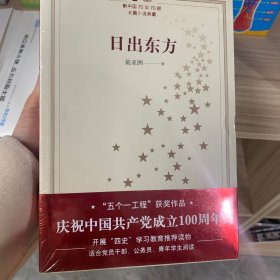 新中国70年70部
长篇小说典藏
日出东方
黄亚洲 著
“五个一工程”获奖作品
庆祝中国共产党成立100周年
开展“四史”学习教育推荐读物
适合党员干部、公务员、青年学生阅读